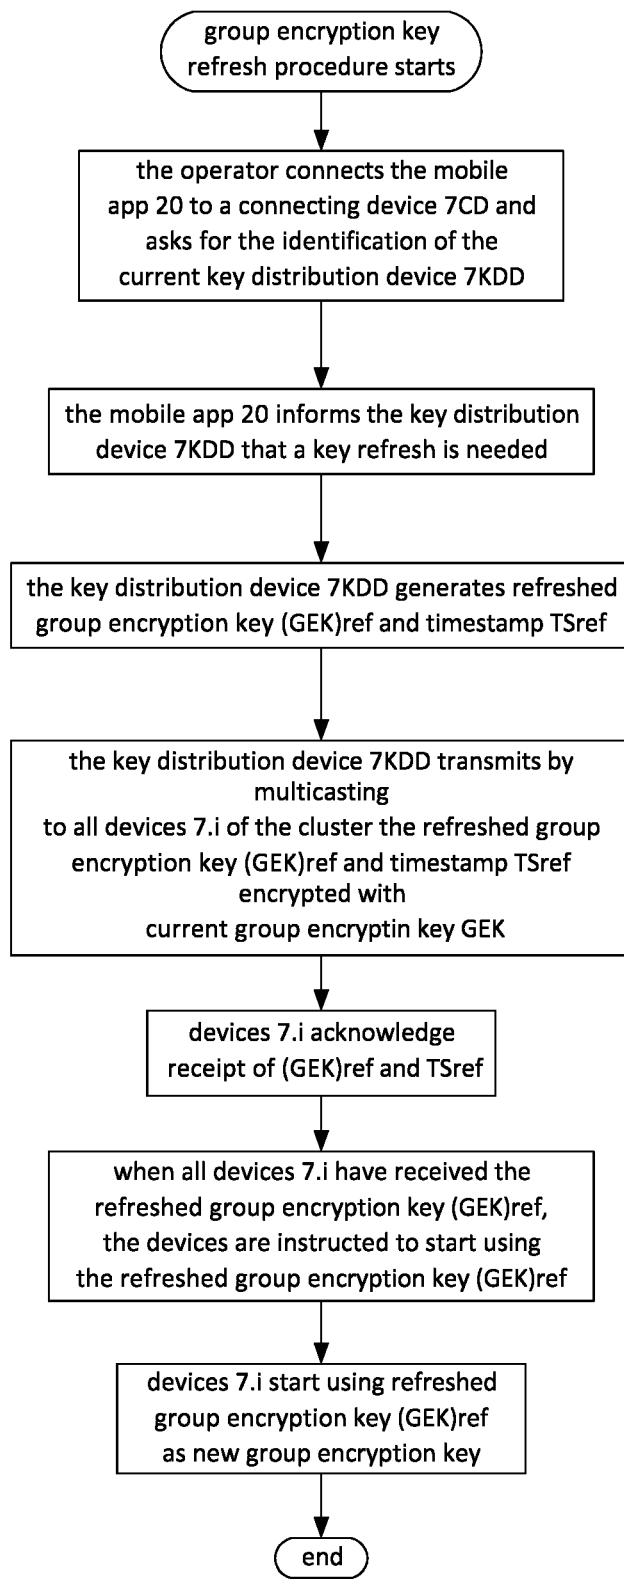 group encryption key
refresh procedure starts
the operator connects the mobile
app 20 to a connecting device 7CD and
asks for the identification of the
current key distribution device 7KDD
the mobile app 20 informs the key distribution
device 7KDD that a key refresh is needed
the key distribution device 7KDD generates refreshed
group encryption key (GEK)ref and timestamp TSref
the key distribution device 7KDD transmits by
multicasting
to all devices 7.i of the cluster the refreshed group
encryption key (GEK)ref and timestamp TSref
encrypted with
current group encryptin key GEK
devices 7.i acknowledge
receipt of (GEK)ref and TSref
when all devices 7.i have received the
refreshed group encryption key (GEK)ref,
the devices are instructed to start using
the refreshed group encryption key (GEK)ref
devices 7.i start using refreshed
group encryption key (GEK)ref
as new group encryption key
end